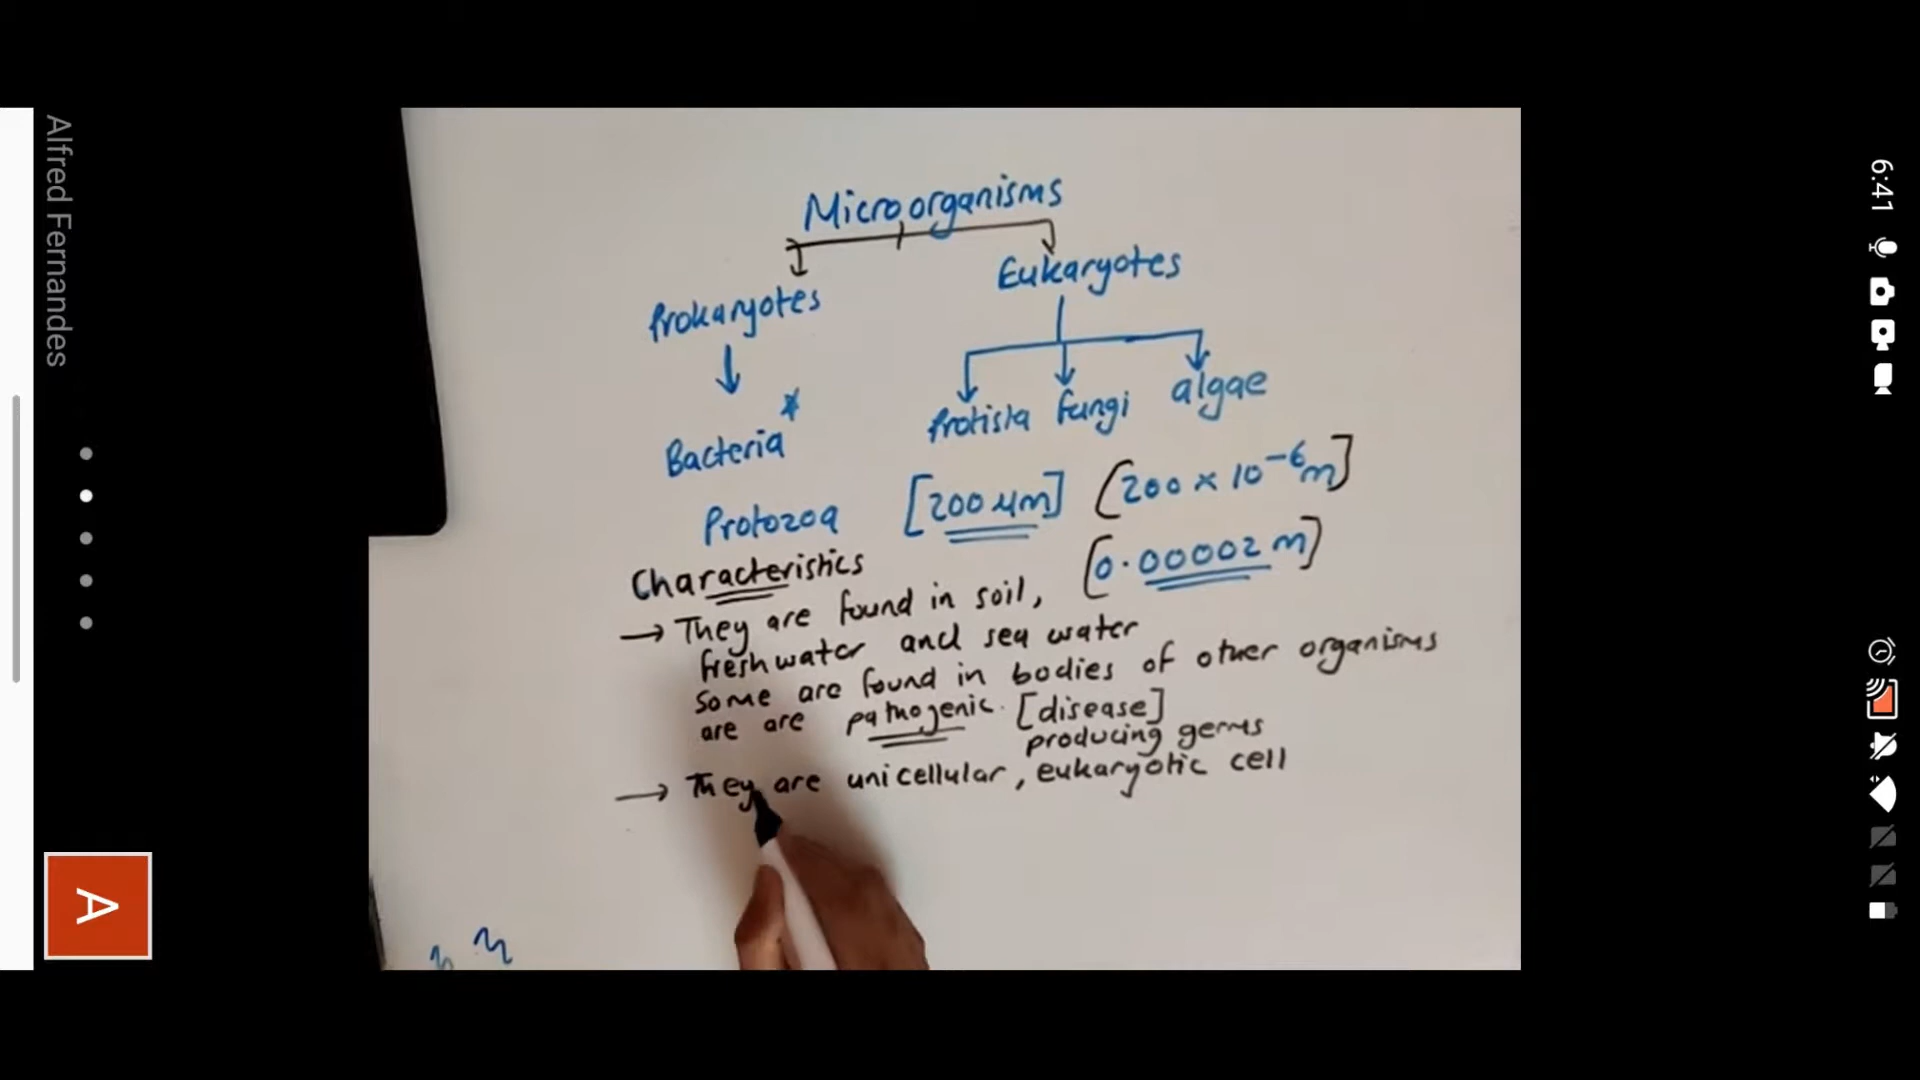 Alfred Fernandes
A
6:41
Microorganisms
Prokaryotes
Eukaryotes
Bacteria*
Protista fungi algae
Protozoa [200 μm] [200 × 10⁻⁶m]
[0.00002 m]
Characteristics
→ They are found in soil,
freshwater and sea water
Some are found in bodies of other organisms
are are pathogenic. [disease]
producing germs
→ They are unicellular, eukaryotic cell